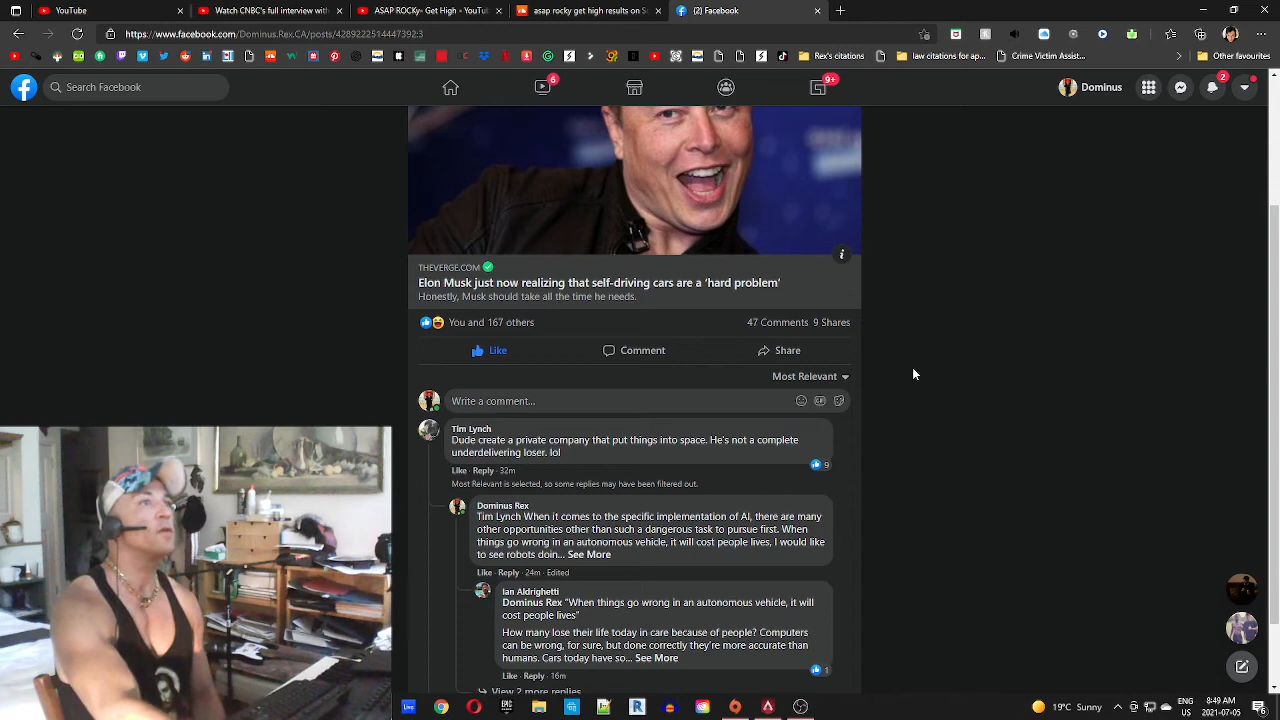 YouTube
Watch CNBC's full interview with
ASAP ROCKY- Get High - YouTub
asap rocky get high results on So
(2) Facebook
https://www.facebook.com/Dominus.Rex.CA/posts/4289222514447392:3
Rex's citations
law citations for ...
Crime Victim Assist...
Other favourites
Search Facebook
6
9+
Dominus
2
THEVERGE.COM
Elon Musk just now realizing that self-driving cars are a ‘hard problem’
Honestly, Musk should take all the time he needs.
You and 167 others
47 Comments 9 Shares
Like
Comment
Share
Most Relevant
Write a comment...
Tim Lynch
Dude create a private company that put things into space. He's not a complete
underdelivering loser. lol
9
Like · Reply · 32m
Most Relevant is selected, so some replies may have been filtered out.
Dominus Rex
Tim Lynch When it comes to the specific implementation of AI, there are many
other opportunities other than such a dangerous task to pursue first. When
things go wrong in an autonomous vehicle, it will cost people lives, I would like
to see robots doin... See More
Like · Reply · 24m · Edited
Ian Aldrighetti
Dominus Rex “When things go wrong in an autonomous vehicle, it will
cost people lives”
How many lose their life today in care because of people? Computers
can be wrong, for sure, but done correctly they're more accurate than
humans. Cars today have so... See More
1
Like · Reply · 16m
View 2 more replies
Live
19°C Sunny
ENG
US
8:49 AM
2021-07-05